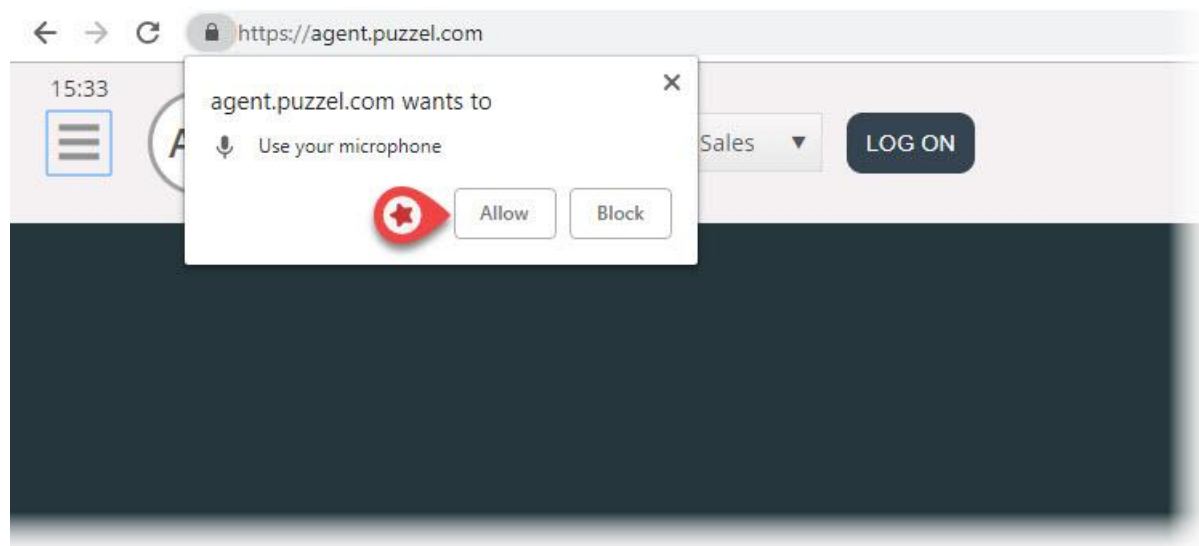 https://agent.puzzel.com
15:33
agent.puzzel.com wants to
Use your microphone
A
Sales
LOG ON
Allow
Block